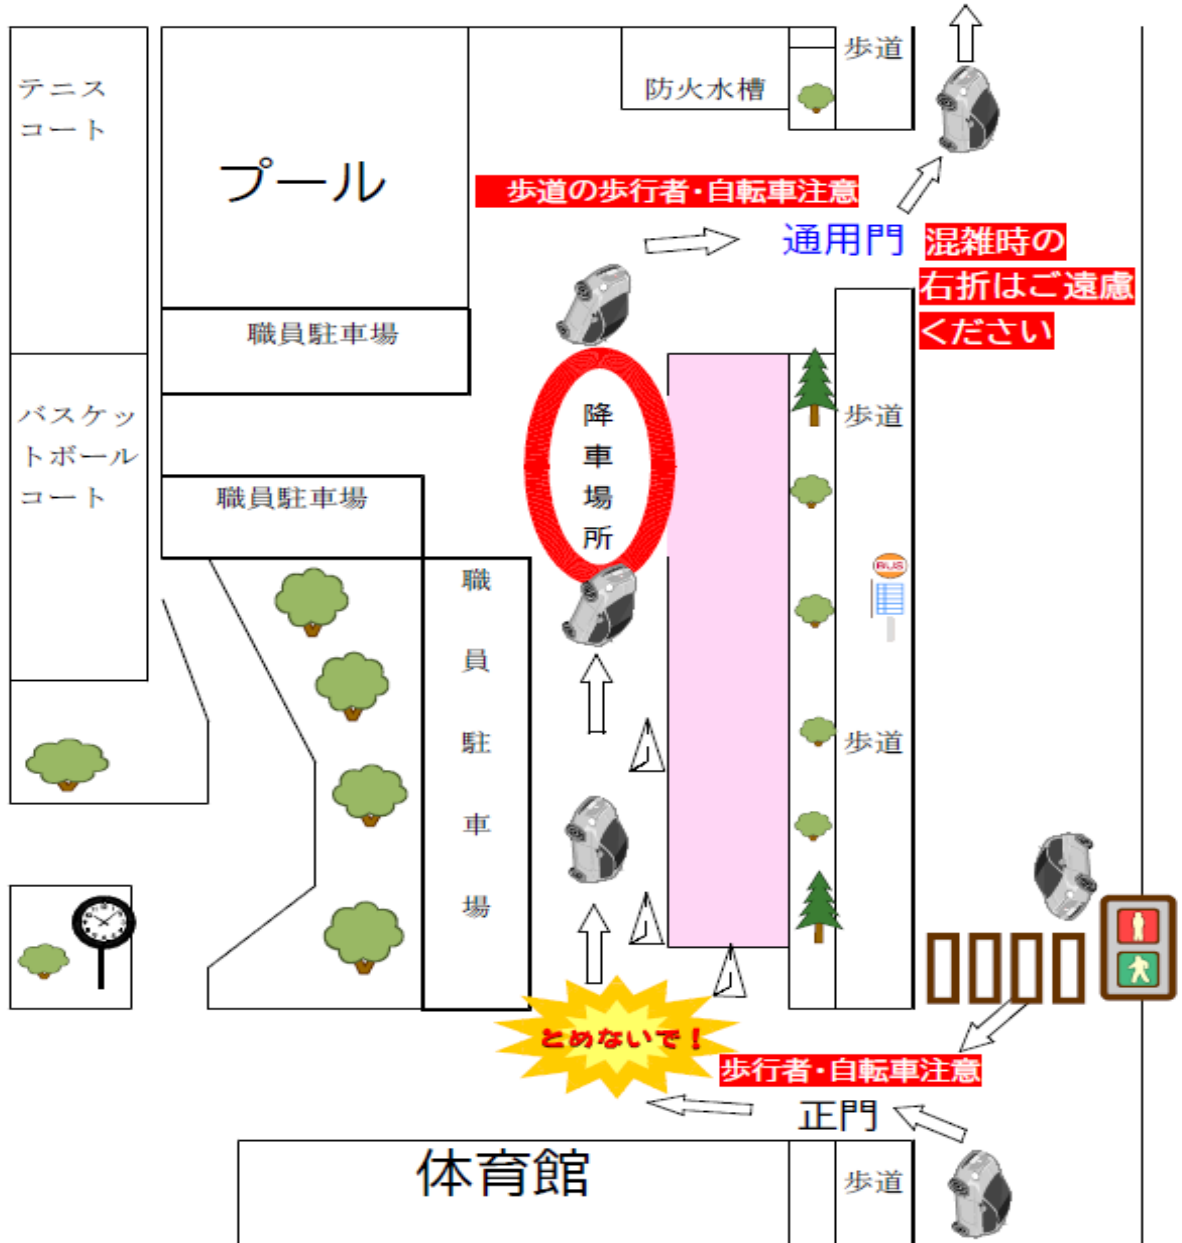 歩道
テニス
コート
防火水槽
プール
歩道の歩行者・自転車注意
通用門
混雑時の
右折はご遠慮
ください
職員駐車場
バスケッ
トボール
コート
降車場所
歩道
職員駐車場
BUS
職員駐車場
歩道
とめないで！
歩行者・自転車注意
正門
体育館
歩道